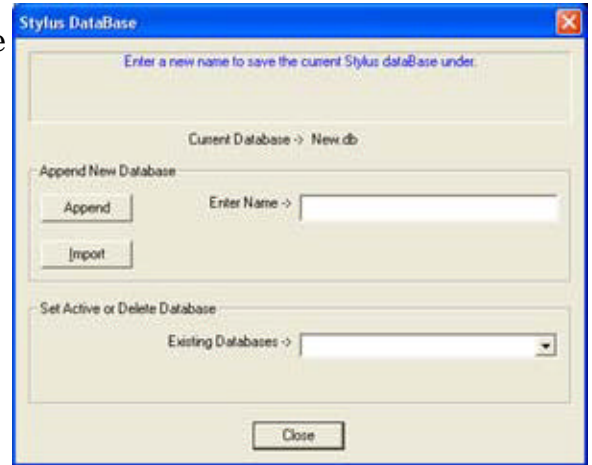 Stylus DataBase
e
Enter a new name to save the current Stylus dataBase under.
Current Database -> New.db
Append New Database
Append
Enter Name ->
Import
Set Active or Delete Database
Existing Databases ->
Close